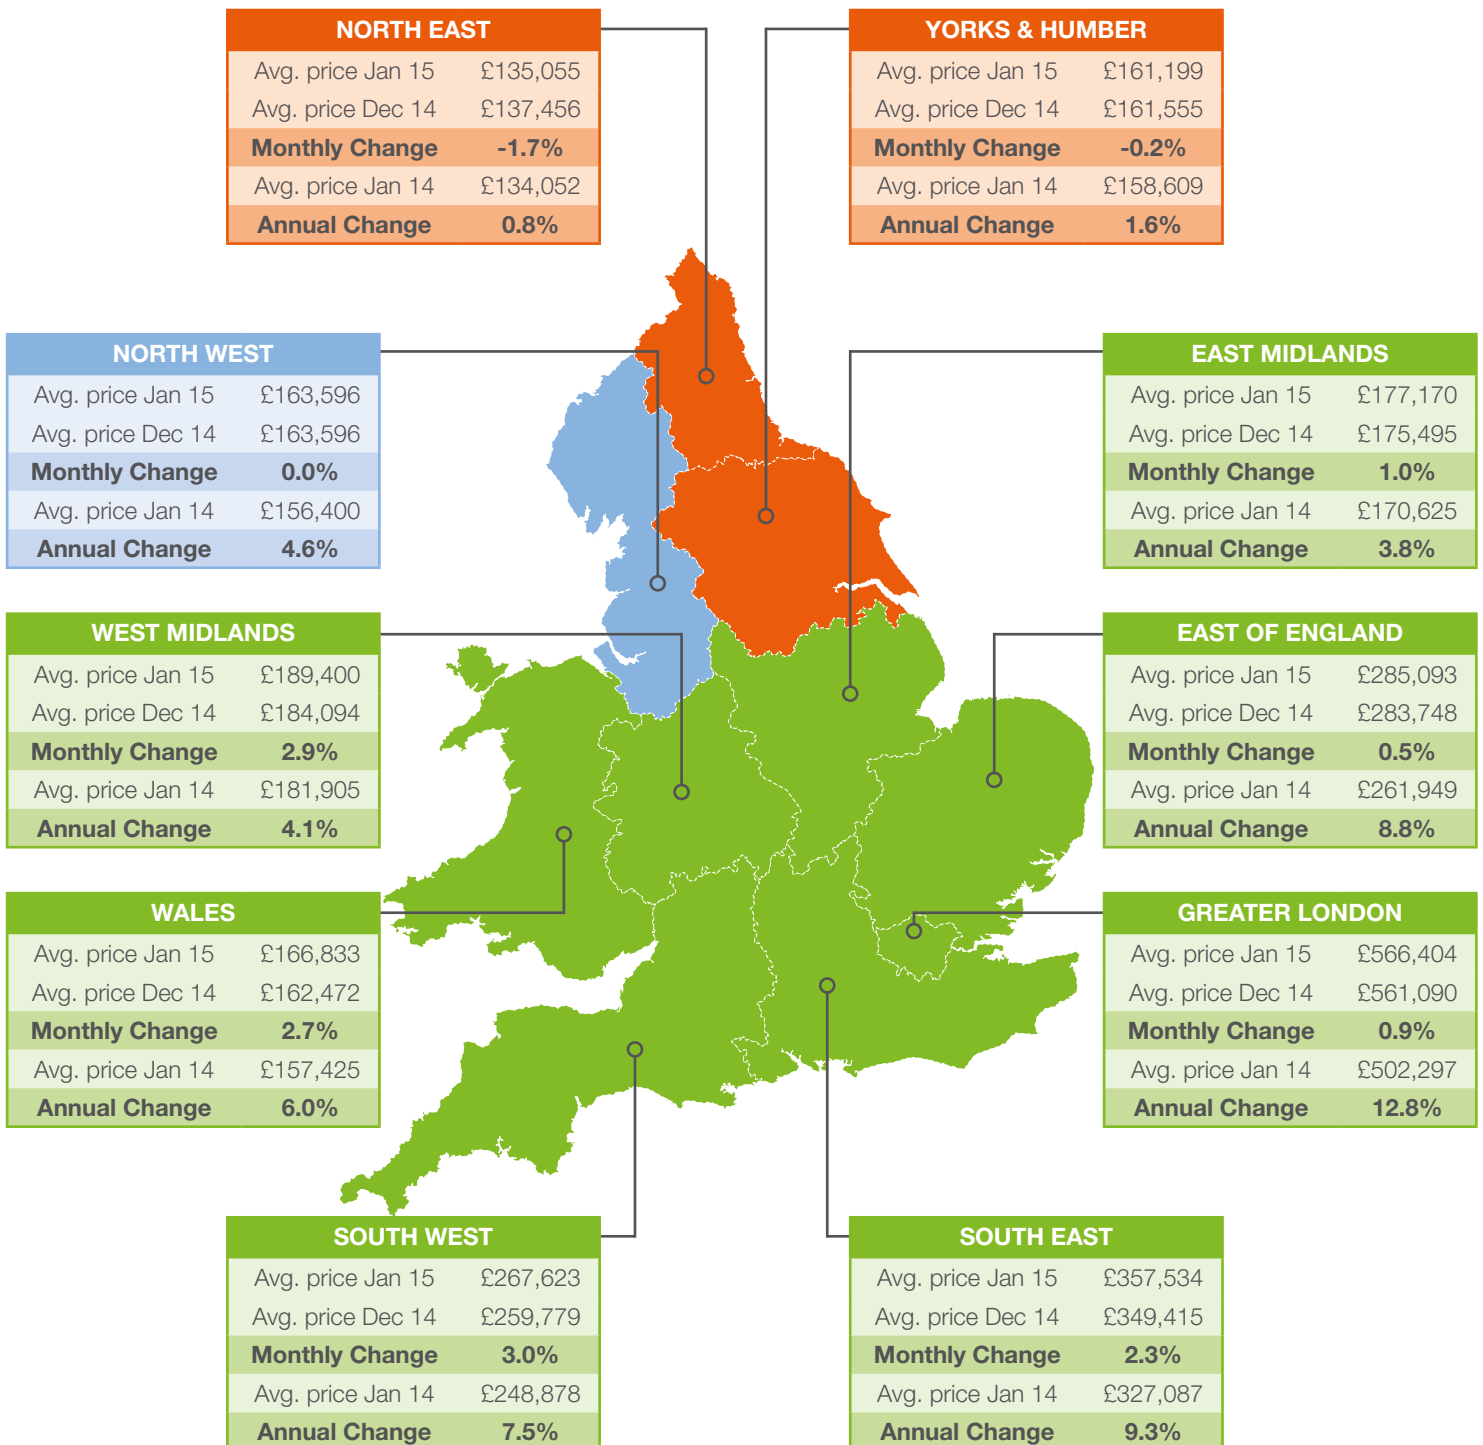 NORTH EAST
Avg. price Jan 15 £135,055
Avg. price Dec 14 £137,456
Monthly Change -1.7%
Avg. price Jan 14 £134,052
Annual Change 0.8%
YORKS & HUMBER
Avg. price Jan 15 £161,199
Avg. price Dec 14 £161,555
Monthly Change -0.2%
Avg. price Jan 14 £158,609
Annual Change 1.6%
NORTH WEST
Avg. price Jan 15 £163,596
Avg. price Dec 14 £163,596
Monthly Change 0.0%
Avg. price Jan 14 £156,400
Annual Change 4.6%
EAST MIDLANDS
Avg. price Jan 15 £177,170
Avg. price Dec 14 £175,495
Monthly Change 1.0%
Avg. price Jan 14 £170,625
Annual Change 3.8%
WEST MIDLANDS
Avg. price Jan 15 £189,400
Avg. price Dec 14 £184,094
Monthly Change 2.9%
Avg. price Jan 14 £181,905
Annual Change 4.1%
EAST OF ENGLAND
Avg. price Jan 15 £285,093
Avg. price Dec 14 £283,748
Monthly Change 0.5%
Avg. price Jan 14 £261,949
Annual Change 8.8%
WALES
Avg. price Jan 15 £166,833
Avg. price Dec 14 £162,472
Monthly Change 2.7%
Avg. price Jan 14 £157,425
Annual Change 6.0%
GREATER LONDON
Avg. price Jan 15 £566,404
Avg. price Dec 14 £561,090
Monthly Change 0.9%
Avg. price Jan 14 £502,297
Annual Change 12.8%
SOUTH WEST
Avg. price Jan 15 £267,623
Avg. price Dec 14 £259,779
Monthly Change 3.0%
Avg. price Jan 14 £248,878
Annual Change 7.5%
SOUTH EAST
Avg. price Jan 15 £357,534
Avg. price Dec 14 £349,415
Monthly Change 2.3%
Avg. price Jan 14 £327,087
Annual Change 9.3%